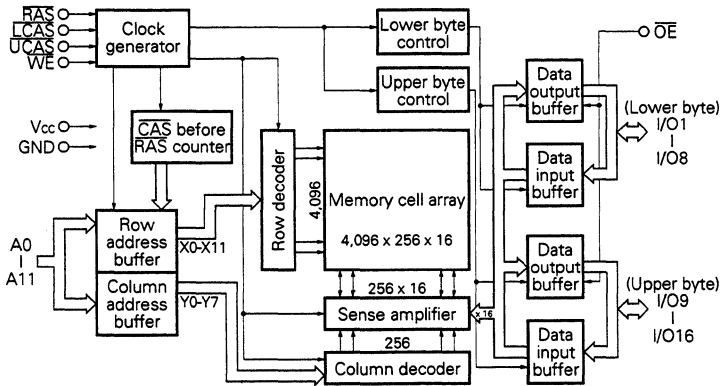 RAS
LCAS
UCAS
WE
Clock
generator
Lower byte
control
Upper byte
control
OE
Data
output
buffer
(Lower byte)
I/O1
I/O8
Data
input
buffer
Vcc
GND
CAS before
RAS counter
Row decoder
4,096
Memory cell array
4,096 x 256 x 16
A0
A11
Row
address
buffer
X0-X11
Column
address
buffer
Y0-Y7
256 x 16
Sense amplifier
x 16
256
Column decoder
Data
output
buffer
(Upper byte)
I/O9
I/O16
Data
input
buffer